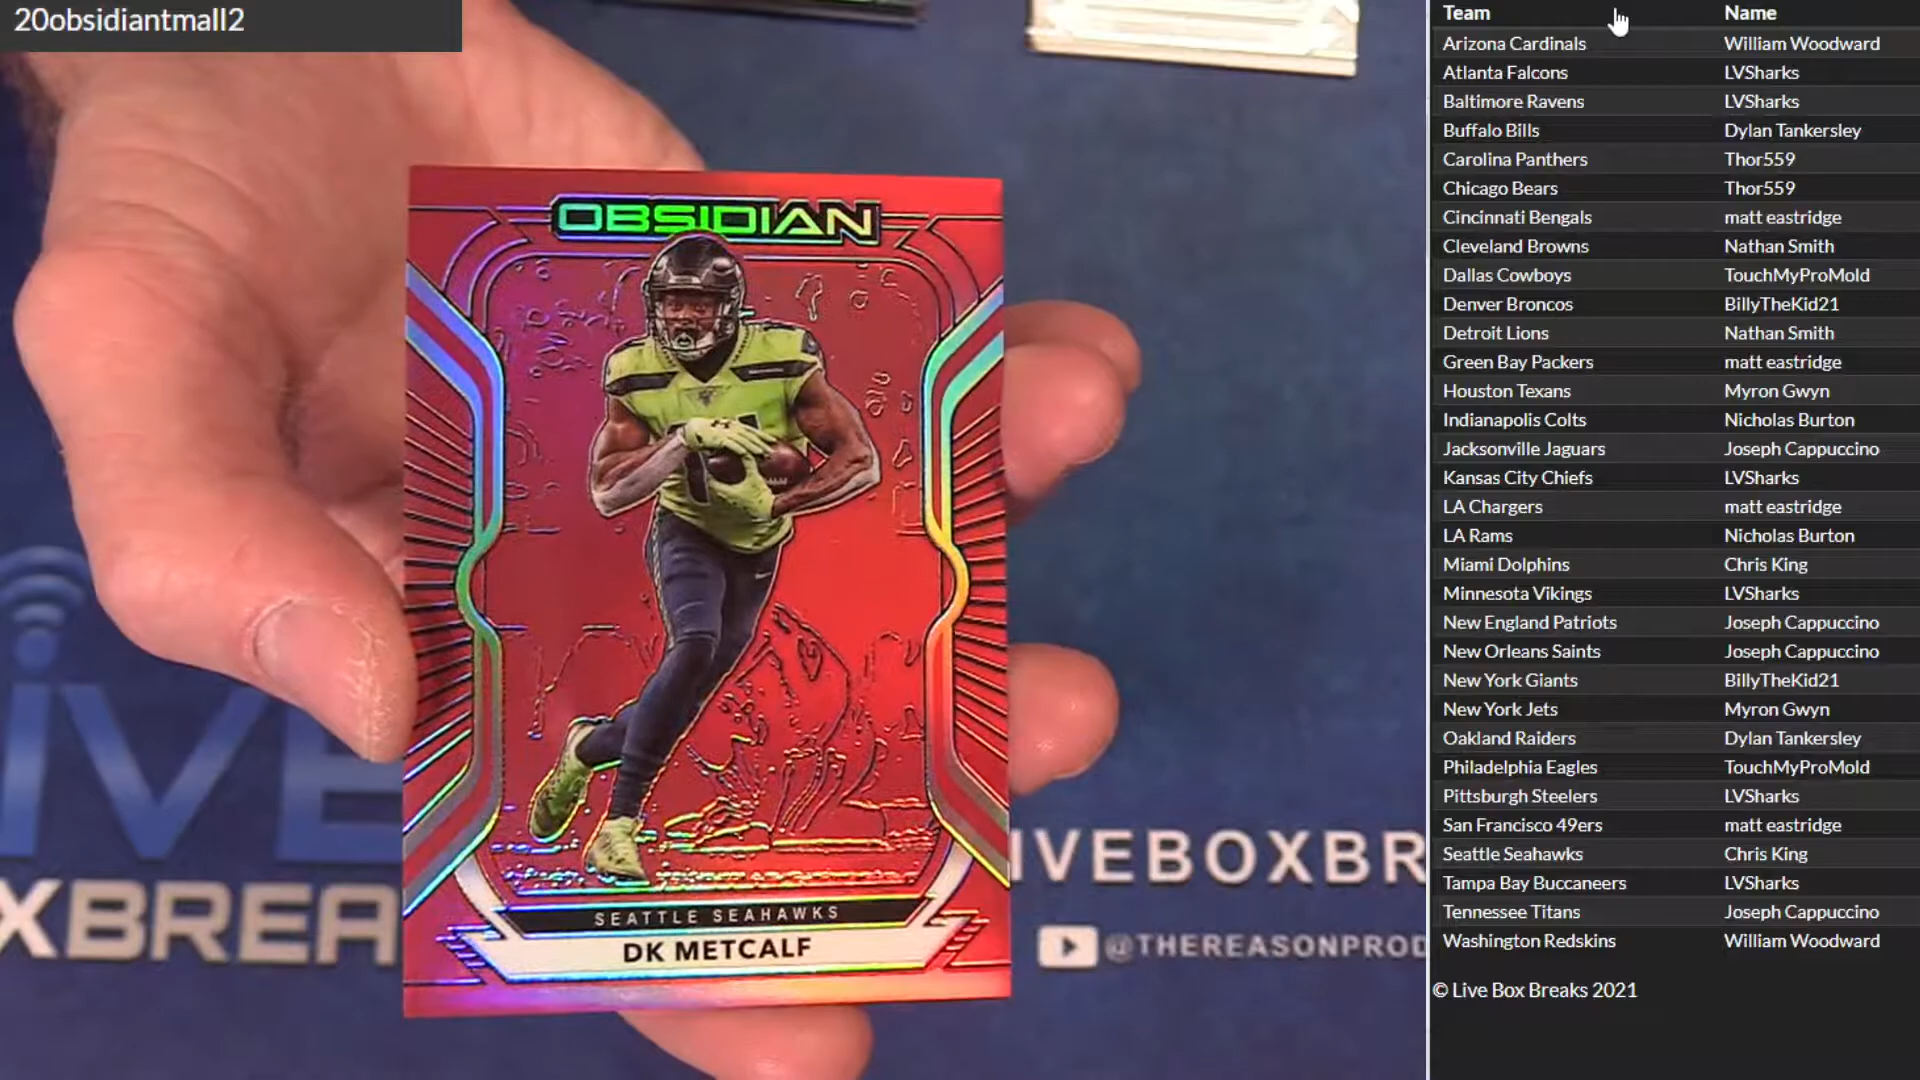 20obsidiantmall2
OBSIDIAN
SEATTLE SEAHAWKS
DK METCALF
IVE
XBREA
IVEBOXBR
@THEREASONPROD
Team Name
Arizona Cardinals William Woodward
Atlanta Falcons LVSharks
Baltimore Ravens LVSharks
Buffalo Bills Dylan Tankersley
Carolina Panthers Thor559
Chicago Bears Thor559
Cincinnati Bengals matt eastridge
Cleveland Browns Nathan Smith
Dallas Cowboys TouchMyProMold
Denver Broncos BillyTheKid21
Detroit Lions Nathan Smith
Green Bay Packers matt eastridge
Houston Texans Myron Gwyn
Indianapolis Colts Nicholas Burton
Jacksonville Jaguars Joseph Cappuccino
Kansas City Chiefs LVSharks
LA Chargers matt eastridge
LA Rams Nicholas Burton
Miami Dolphins Chris King
Minnesota Vikings LVSharks
New England Patriots Joseph Cappuccino
New Orleans Saints Joseph Cappuccino
New York Giants BillyTheKid21
New York Jets Myron Gwyn
Oakland Raiders Dylan Tankersley
Philadelphia Eagles TouchMyProMold
Pittsburgh Steelers LVSharks
San Francisco 49ers matt eastridge
Seattle Seahawks Chris King
Tampa Bay Buccaneers LVSharks
Tennessee Titans Joseph Cappuccino
Washington Redskins William Woodward
© Live Box Breaks 2021